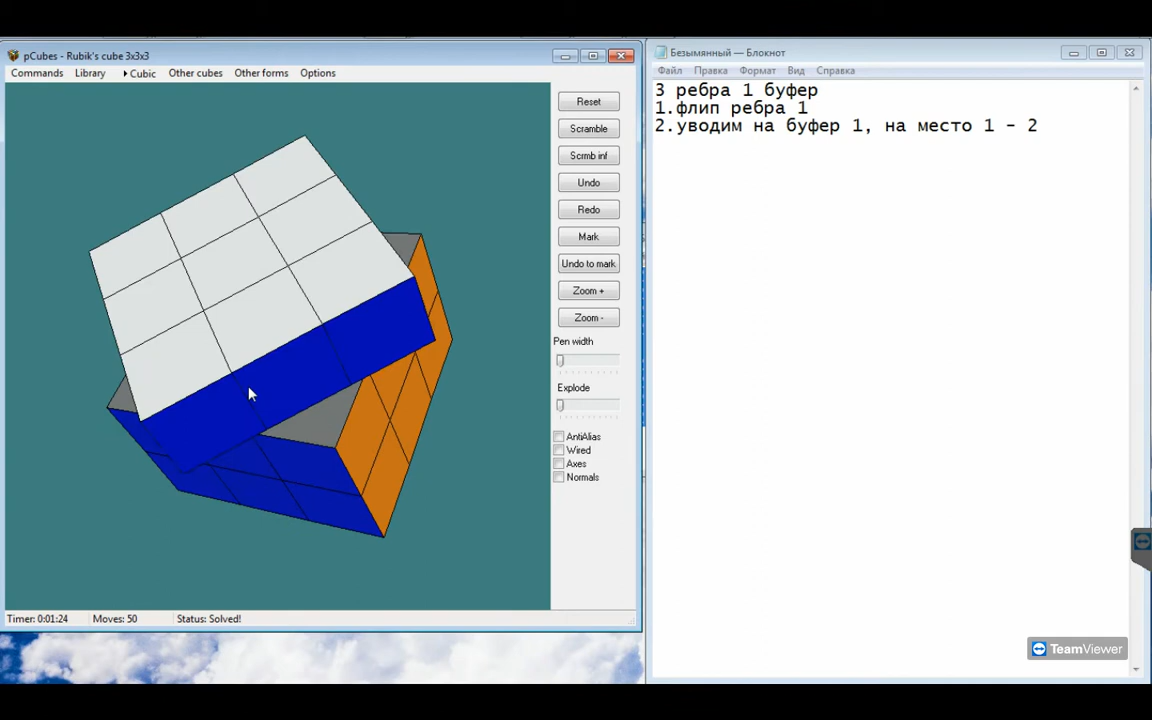 pCubes - Rubik's cube 3x3x3
Commands Library Cubic Other cubes Other forms Options
Reset
Scramble
Scrmb inf
Undo
Redo
Mark
Undo to mark
Zoom +
Zoom -
Pen width
Explode
AntiAlias
Wired
Axes
Normals
Timer: 0:01:24 Moves: 50 Status: Solved!
Безымянный — Блокнот
Файл Правка Формат Вид Справка
3 ребра 1 буфер
1.флип ребра 1
2.уводим на буфер 1, на место 1 - 2
TeamViewer